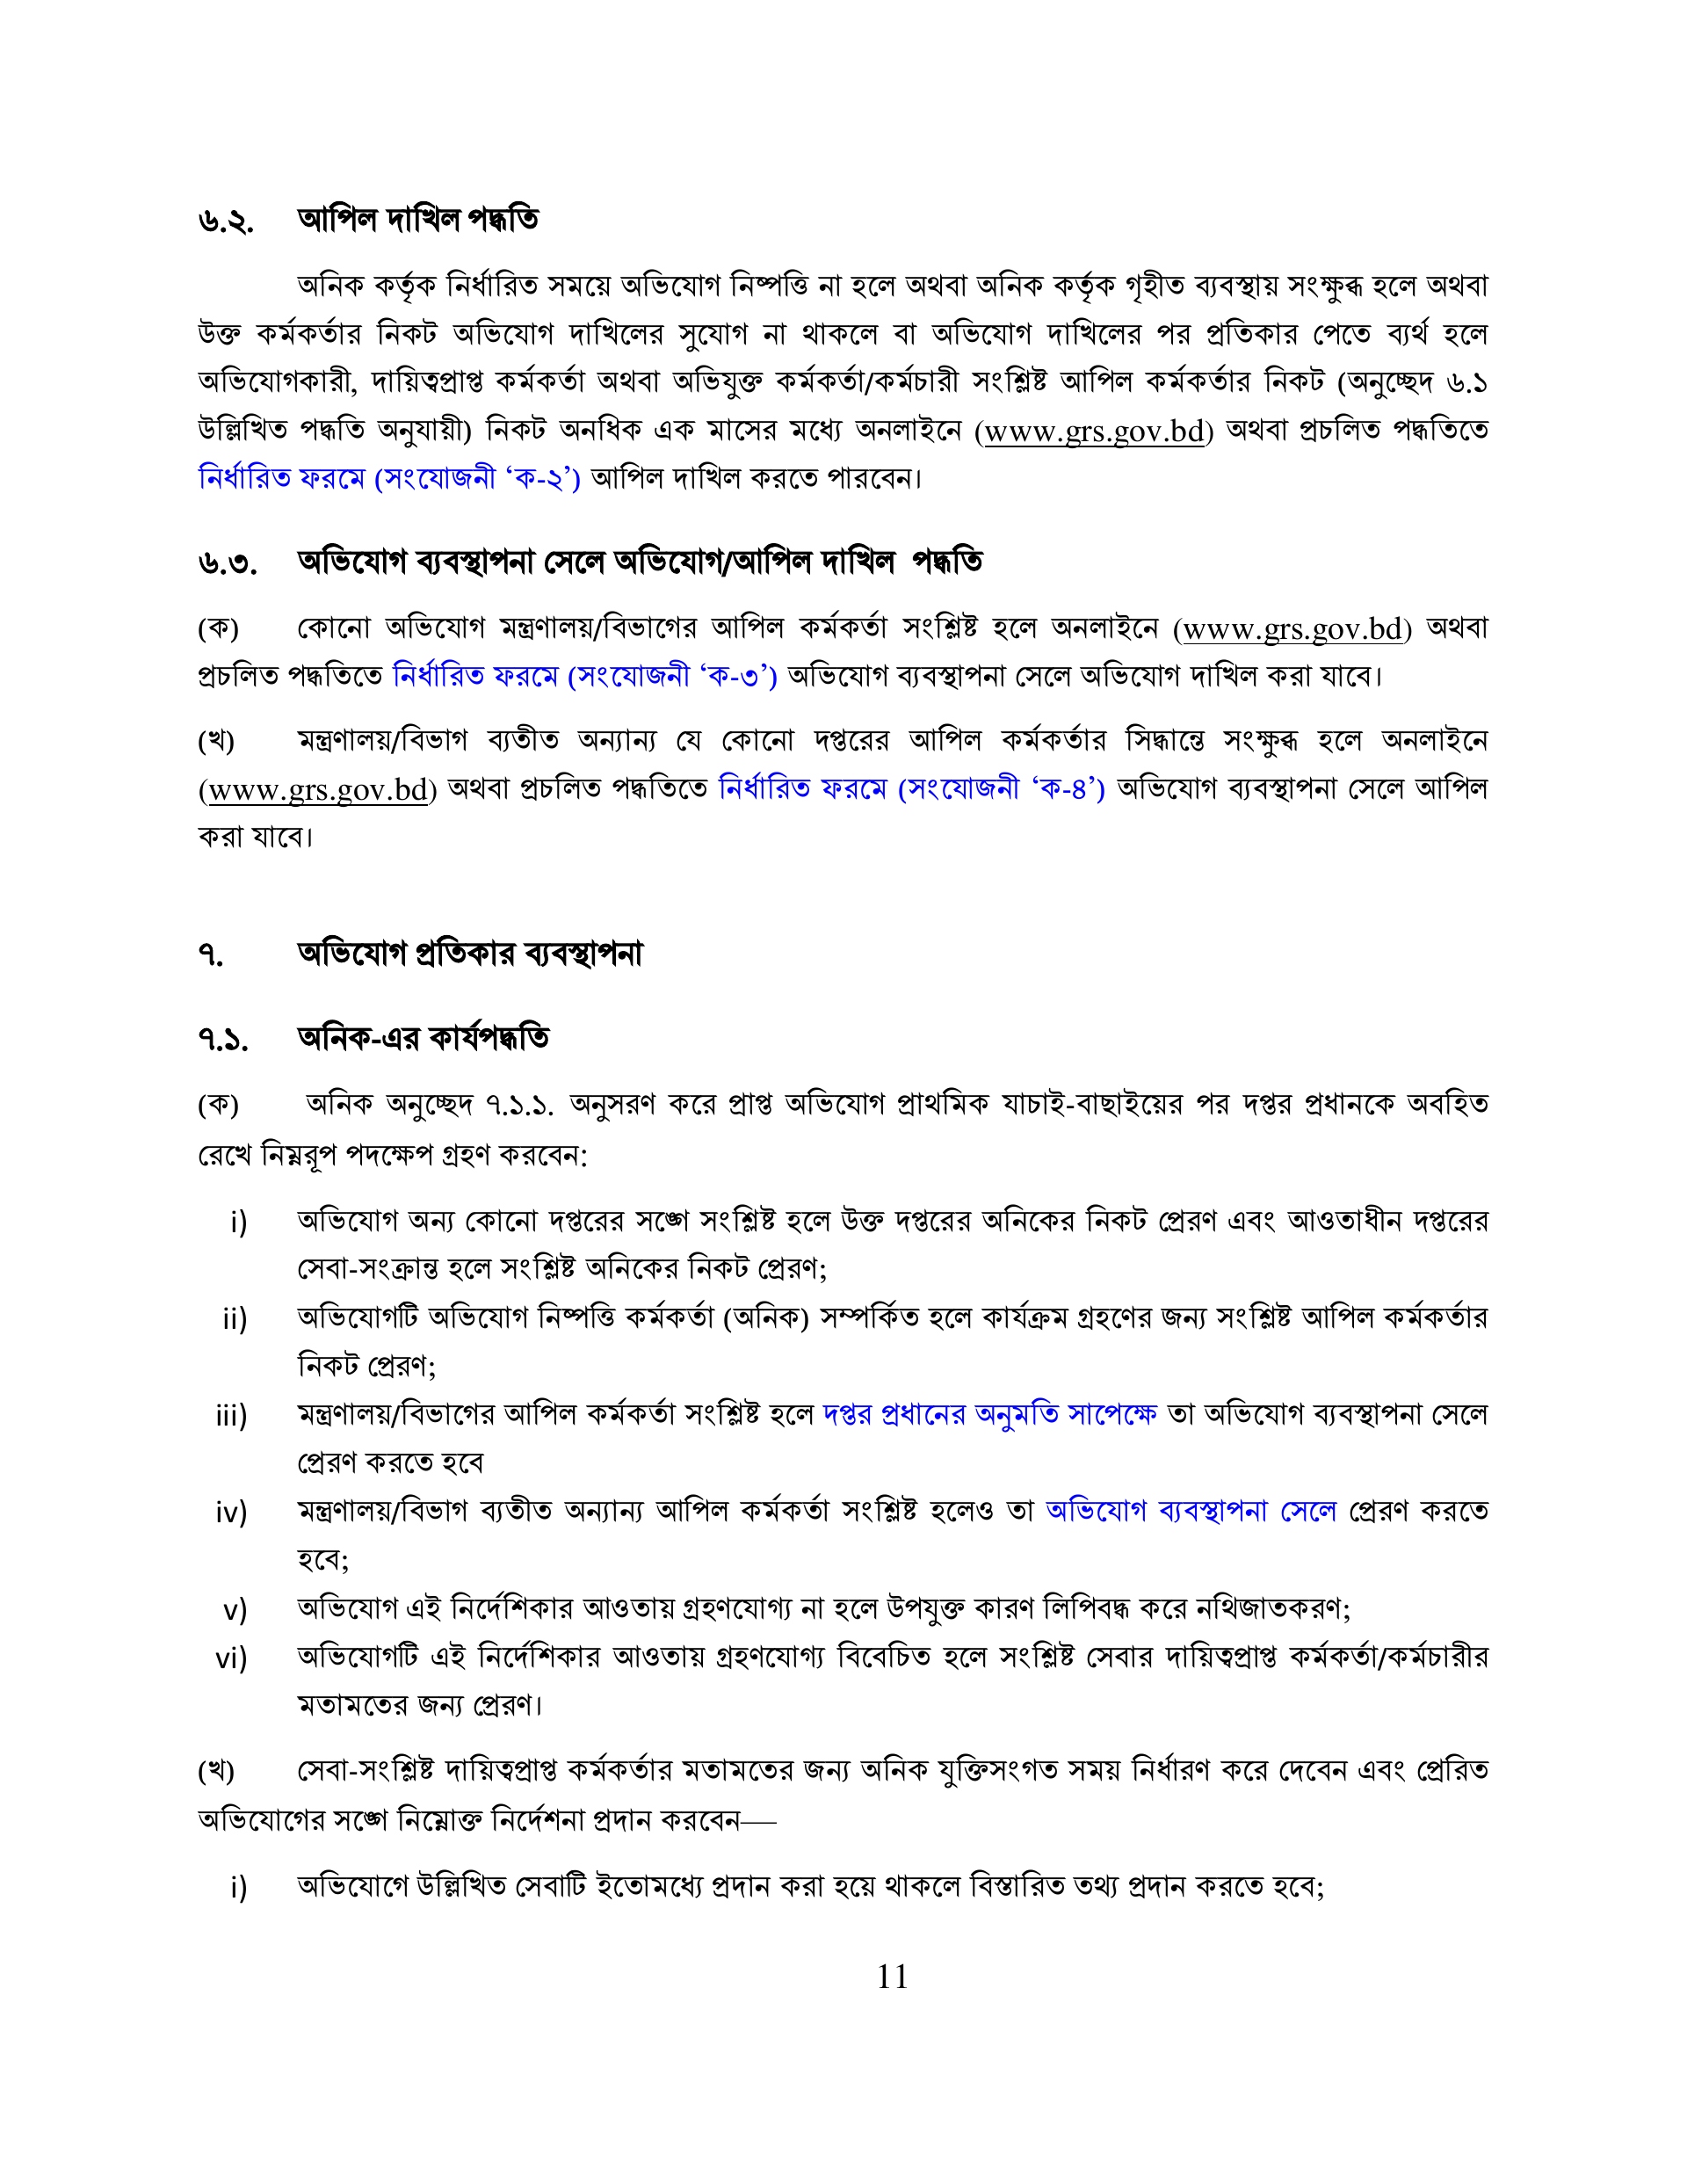 ৬.২. আপিল দাখিল পদ্ধতি
অনিক কর্তৃক নির্ধারিত সময়ে অভিযোগ নিষ্পত্তি না হলে অথবা অনিক কর্তৃক গৃহীত ব্যবস্থায় সংক্ষুব্ধ হলে অথবা
উক্ত কর্মকর্তার নিকট অভিযোগ দাখিলের সুযোগ না থাকলে বা অভিযোগ দাখিলের পর প্রতিকার পেতে ব্যর্থ হলে
অভিযোগকারী, দায়িত্বপ্রাপ্ত কর্মকর্তা অথবা অভিযুক্ত কর্মকর্তা/কর্মচারী সংশ্লিষ্ট আপিল কর্মকর্তার নিকট (অনুচ্ছেদ ৬.১
উল্লিখিত পদ্ধতি অনুযায়ী) নিকট অনধিক এক মাসের মধ্যে অনলাইনে (www.grs.gov.bd) অথবা প্রচলিত পদ্ধতিতে
নির্ধারিত ফরমে (সংযোজনী ‘ক-২’) আপিল দাখিল করতে পারবেন।
৬.৩. অভিযোগ ব্যবস্থাপনা সেলে অভিযোগ/আপিল দাখিল পদ্ধতি
(ক) কোনো অভিযোগ মন্ত্রণালয়/বিভাগের আপিল কর্মকর্তা সংশ্লিষ্ট হলে অনলাইনে (www.grs.gov.bd) অথবা
প্রচলিত পদ্ধতিতে নির্ধারিত ফরমে (সংযোজনী ‘ক-৩’) অভিযোগ ব্যবস্থাপনা সেলে অভিযোগ দাখিল করা যাবে।
(খ) মন্ত্রণালয়/বিভাগ ব্যতীত অন্যান্য যে কোনো দপ্তরের আপিল কর্মকর্তার সিদ্ধান্তে সংক্ষুব্ধ হলে অনলাইনে
(www.grs.gov.bd) অথবা প্রচলিত পদ্ধতিতে নির্ধারিত ফরমে (সংযোজনী ‘ক-৪’) অভিযোগ ব্যবস্থাপনা সেলে আপিল
করা যাবে।
৭. অভিযোগ প্রতিকার ব্যবস্থাপনা
৭.১. অনিক-এর কার্যপদ্ধতি
(ক) অনিক অনুচ্ছেদ ৭.১.১. অনুসরণ করে প্রাপ্ত অভিযোগ প্রাথমিক যাচাই-বাছাইয়ের পর দপ্তর প্রধানকে অবহিত
রেখে নিম্নরূপ পদক্ষেপ গ্রহণ করবেন:
i) অভিযোগ অন্য কোনো দপ্তরের সঙ্গে সংশ্লিষ্ট হলে উক্ত দপ্তরের অনিকের নিকট প্রেরণ এবং আওতাধীন দপ্তরের
সেবা-সংক্রান্ত হলে সংশ্লিষ্ট অনিকের নিকট প্রেরণ;
ii) অভিযোগটি অভিযোগ নিষ্পত্তি কর্মকর্তা (অনিক) সম্পর্কিত হলে কার্যক্রম গ্রহণের জন্য সংশ্লিষ্ট আপিল কর্মকর্তার
নিকট প্রেরণ;
iii) মন্ত্রণালয়/বিভাগের আপিল কর্মকর্তা সংশ্লিষ্ট হলে দপ্তর প্রধানের অনুমতি সাপেক্ষে তা অভিযোগ ব্যবস্থাপনা সেলে
প্রেরণ করতে হবে
iv) মন্ত্রণালয়/বিভাগ ব্যতীত অন্যান্য আপিল কর্মকর্তা সংশ্লিষ্ট হলেও তা অভিযোগ ব্যবস্থাপনা সেলে প্রেরণ করতে
হবে;
v) অভিযোগ এই নির্দেশিকার আওতায় গ্রহণযোগ্য না হলে উপযুক্ত কারণ লিপিবদ্ধ করে নথিজাতকরণ;
vi) অভিযোগটি এই নির্দেশিকার আওতায় গ্রহণযোগ্য বিবেচিত হলে সংশ্লিষ্ট সেবার দায়িত্বপ্রাপ্ত কর্মকর্তা/কর্মচারীর
মতামতের জন্য প্রেরণ।
(খ) সেবা-সংশ্লিষ্ট দায়িত্বপ্রাপ্ত কর্মকর্তার মতামতের জন্য অনিক যুক্তিসংগত সময় নির্ধারণ করে দেবেন এবং প্রেরিত
অভিযোগের সঙ্গে নিম্নোক্ত নির্দেশনা প্রদান করবেন—
i) অভিযোগে উল্লিখিত সেবাটি ইতোমধ্যে প্রদান করা হয়ে থাকলে বিস্তারিত তথ্য প্রদান করতে হবে;
11